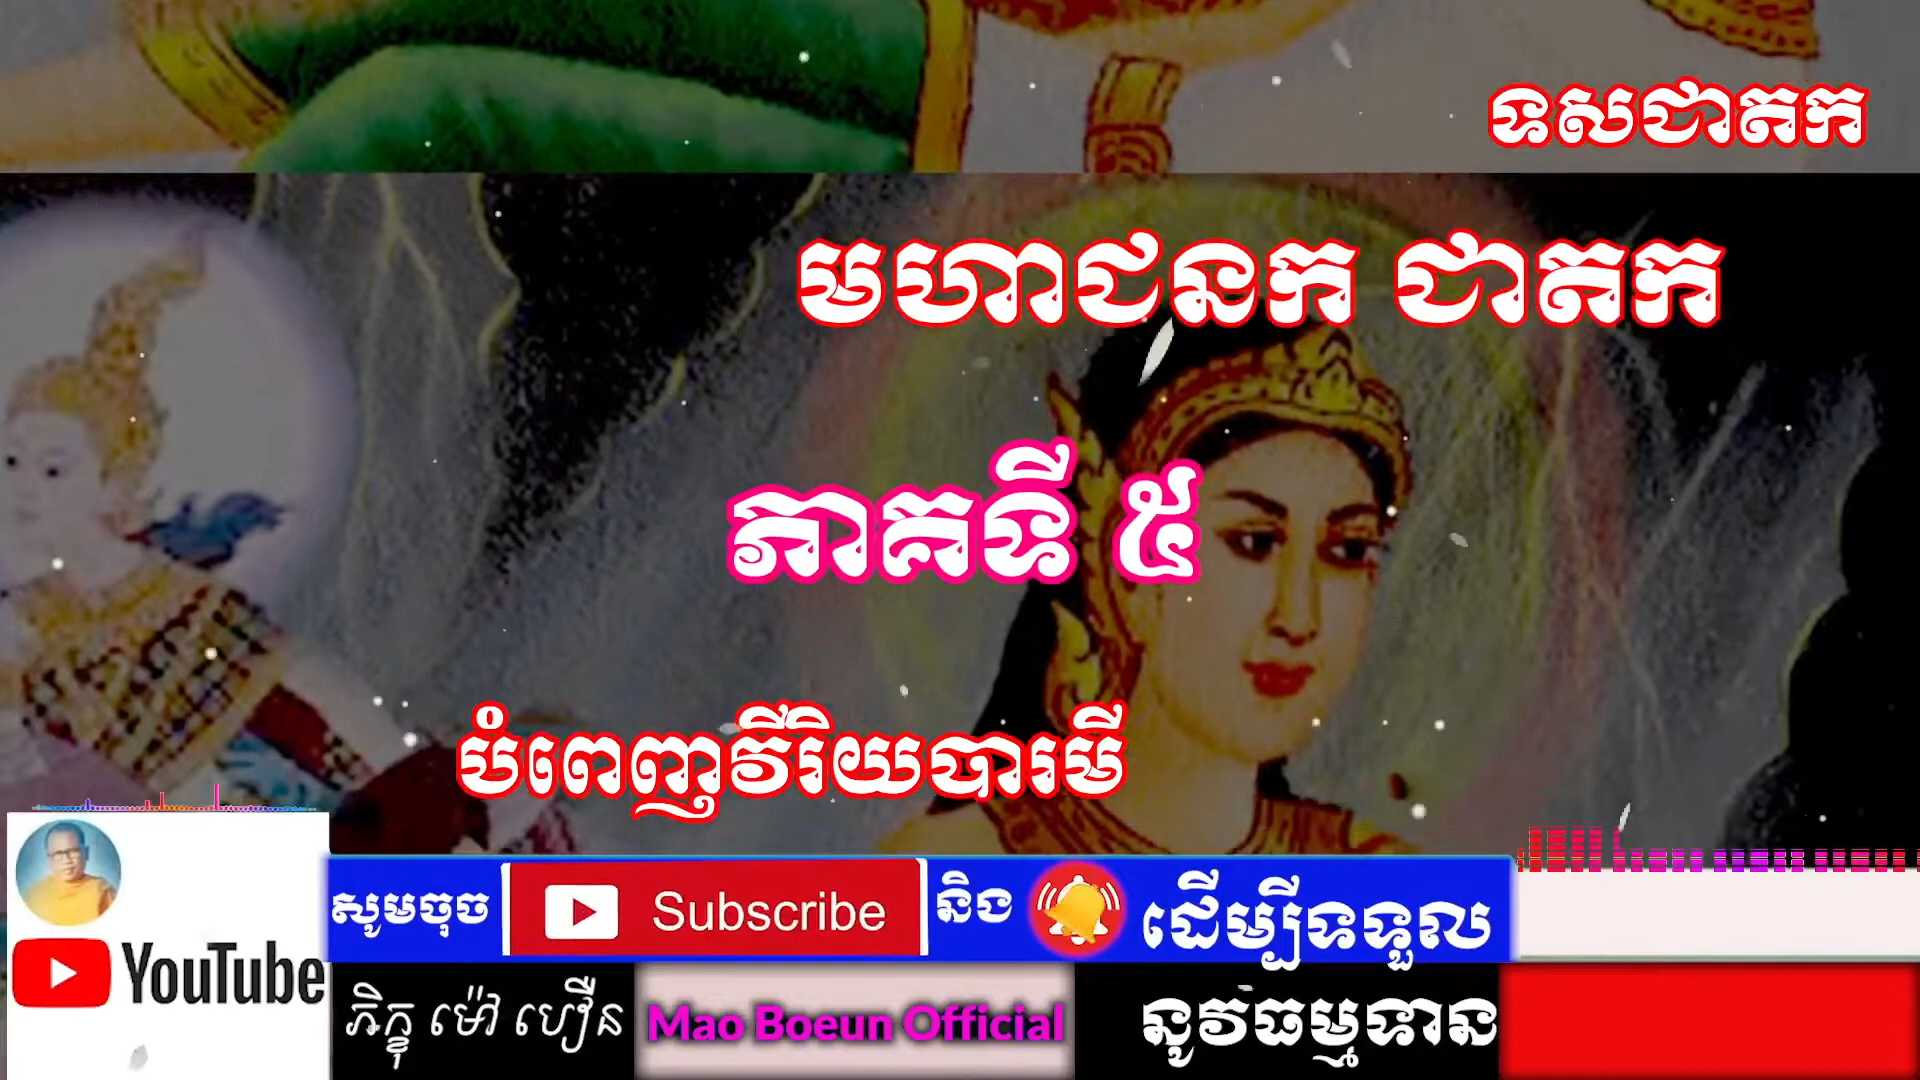 ទសជាតក
មហាជនក ជាតក
ភាគទី ៥
បំពេញវីរិយបារមី
សូមចុច Subscribe និង ដើម្បីទទួល
YouTube ភិក្ខុ ម៉ៅ បឿន Mao Boeun Official នូវធម្មទាន